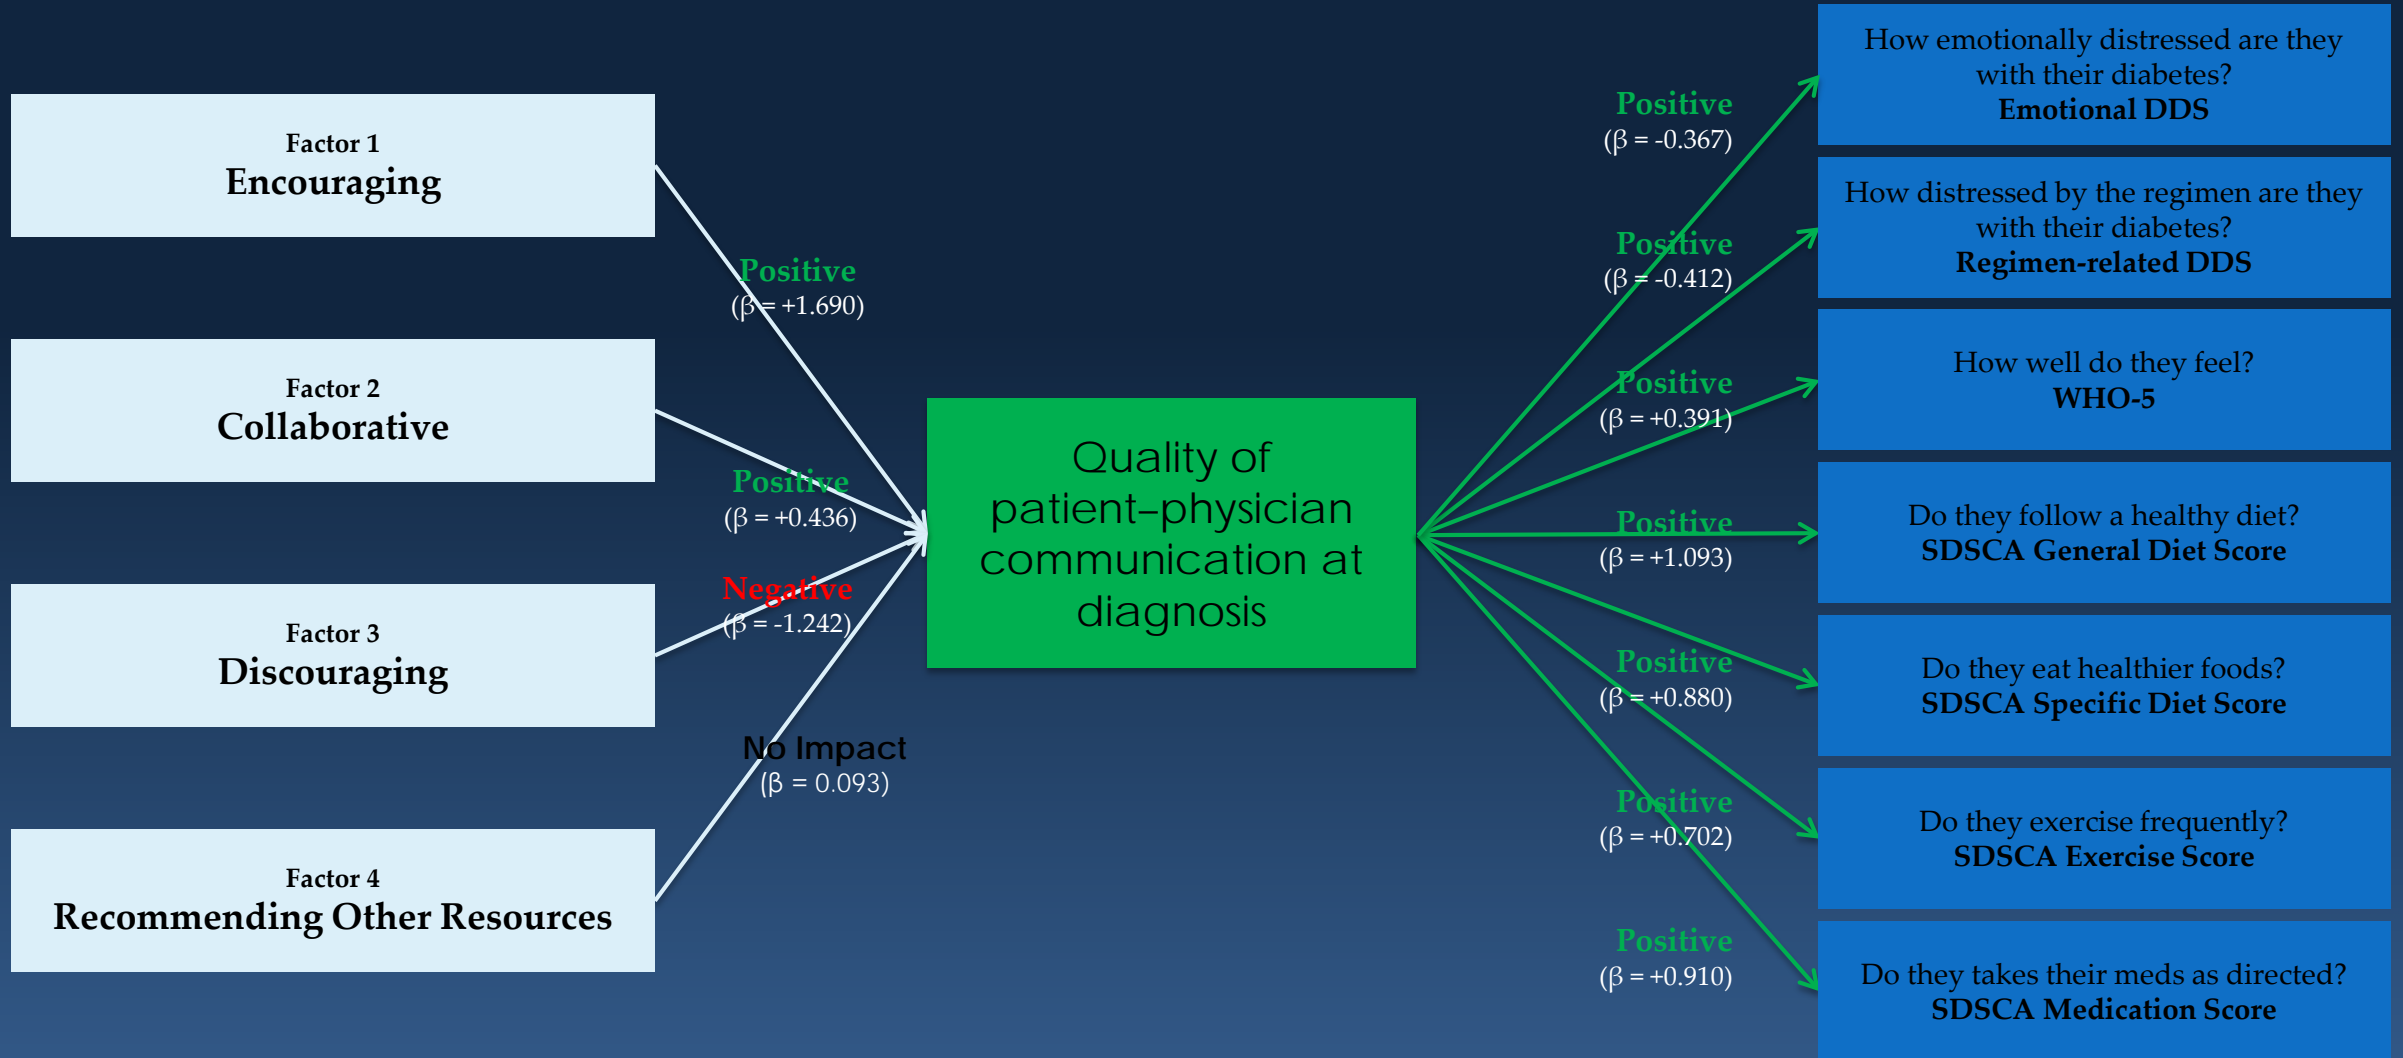 Factor 1
Encouraging
Factor 2
Collaborative
Factor 3
Discouraging
Factor 4
Recommending Other Resources
Positive
(β = +1.690)
Positive
(β = +0.436)
Negative
(β = -1.242)
No Impact
(β = 0.093)
Quality of
patient–physician
communication at
diagnosis
Positive
(β = -0.367)
Positive
(β = -0.412)
Positive
(β = +0.391)
Positive
(β = +1.093)
Positive
(β = +0.880)
Positive
(β = +0.702)
Positive
(β = +0.910)
How emotionally distressed are they
with their diabetes?
Emotional DDS
How distressed by the regimen are they
with their diabetes?
Regimen-related DDS
How well do they feel?
WHO-5
Do they follow a healthy diet?
SDSCA General Diet Score
Do they eat healthier foods?
SDSCA Specific Diet Score
Do they exercise frequently?
SDSCA Exercise Score
Do they takes their meds as directed?
SDSCA Medication Score